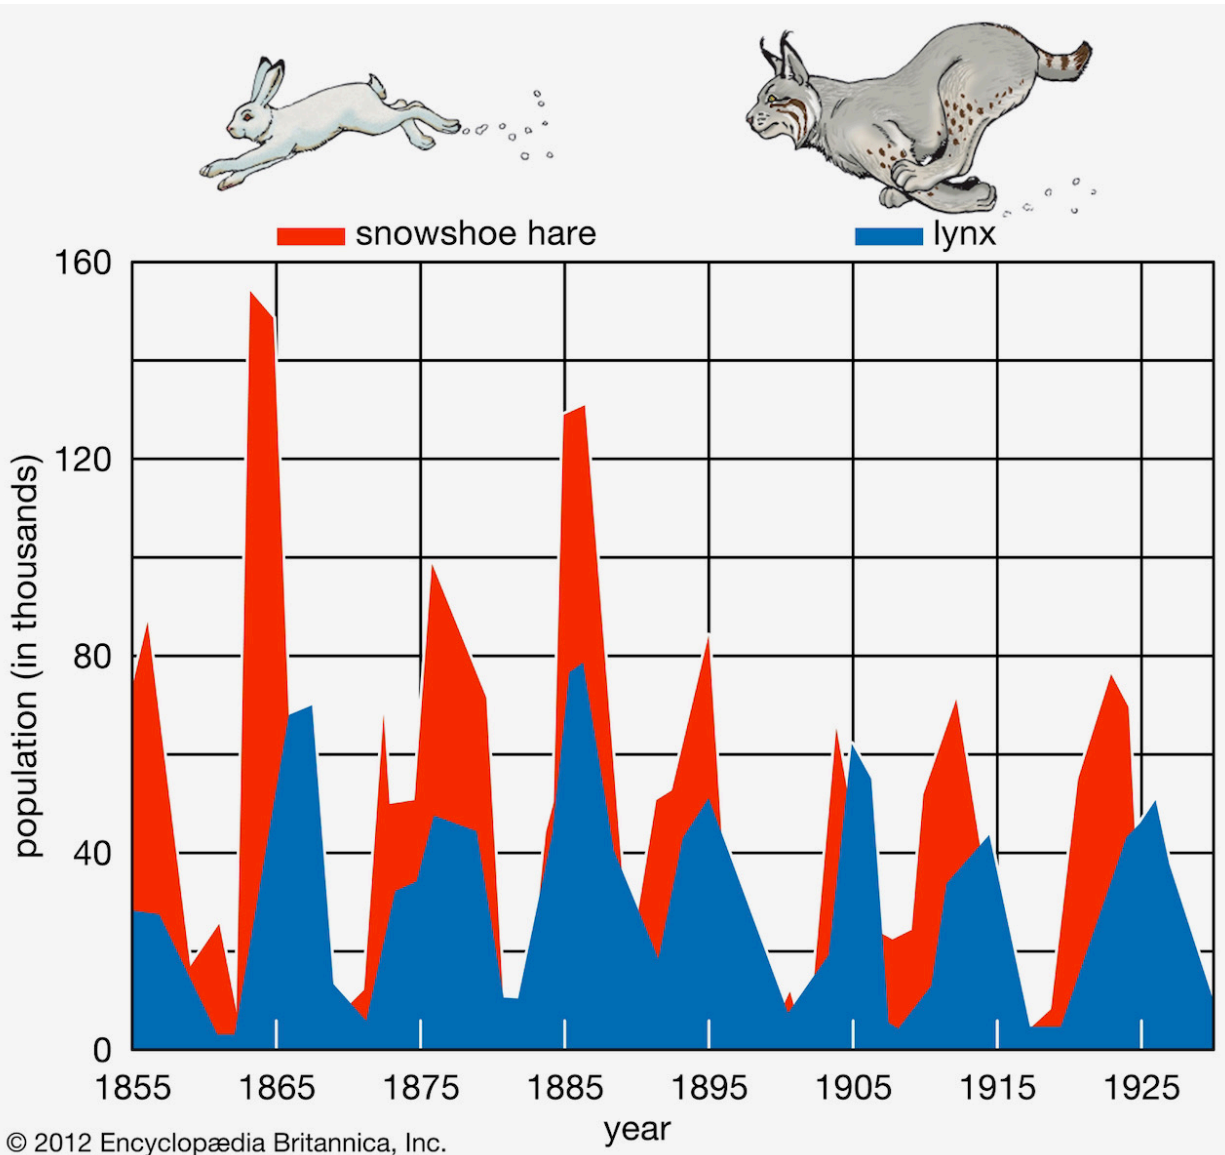 snowshoe hare
lynx
population (in thousands)
160
120
80
40
0
1855 1865 1875 1885 1895 1905 1915 1925
year
© 2012 Encyclopædia Britannica, Inc.